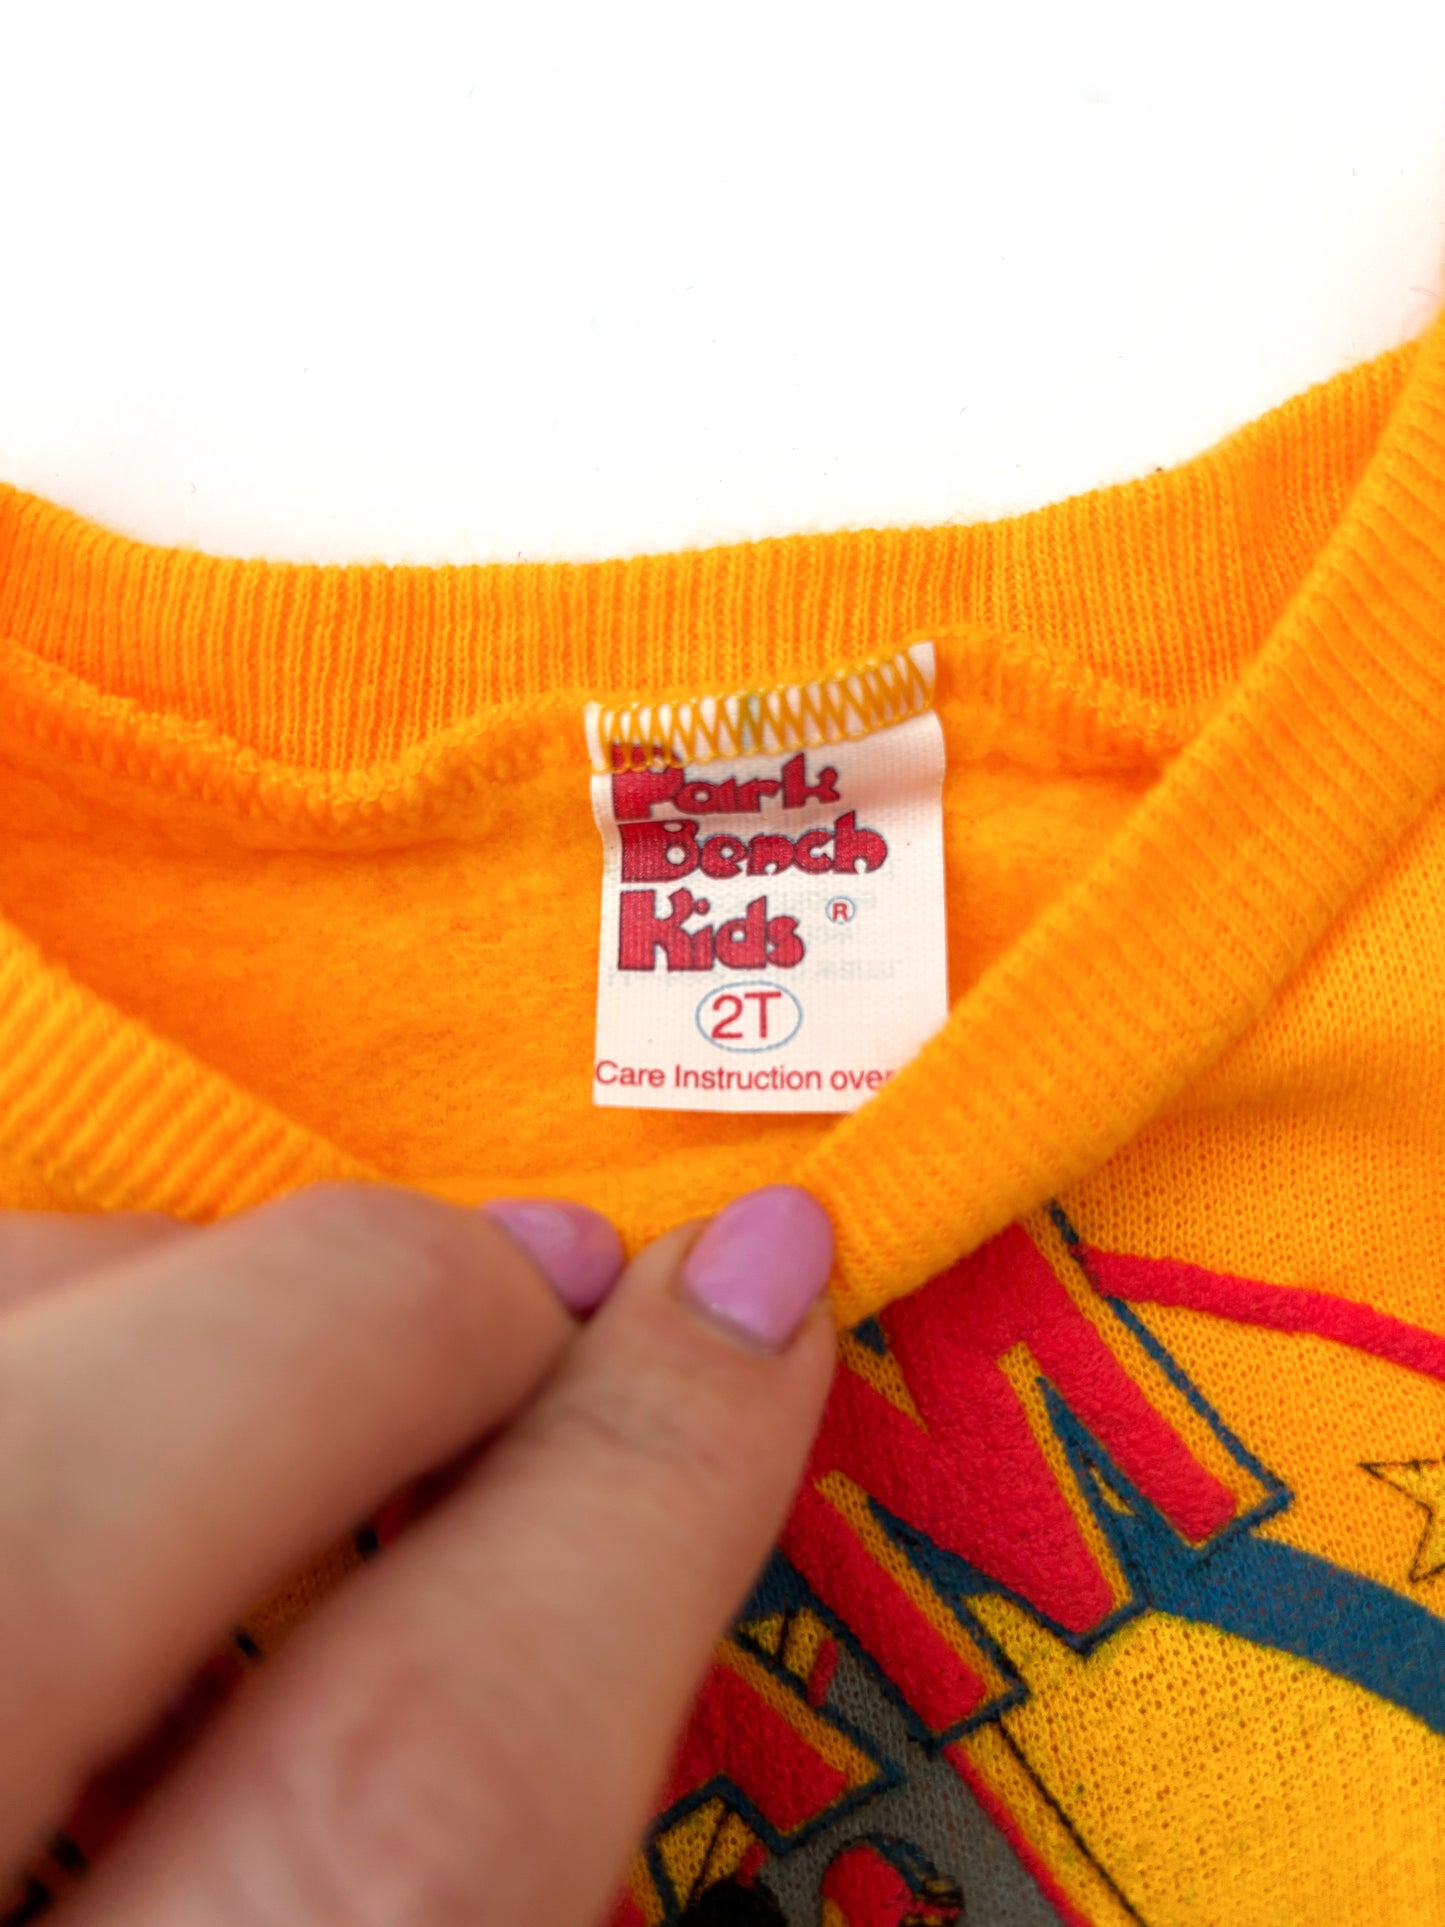 Park
Bench
Kids ®
2T
Care Instruction over